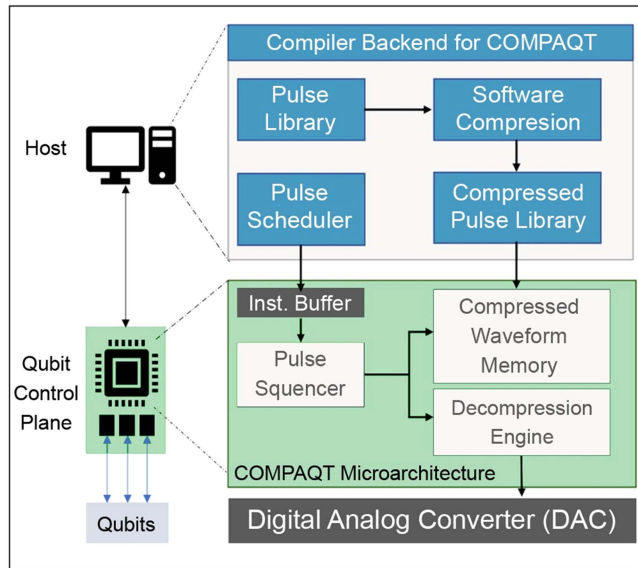 Compiler Backend for COMPAQT
Pulse
Library
Software
Compresion
Host
Pulse
Scheduler
Compressed
Pulse Library
Inst. Buffer
Compressed
Waveform
Memory
Qubit
Control
Plane
Pulse
Squencer
Decompression
Engine
COMPAQT Microarchitecture
Qubits
Digital Analog Converter (DAC)